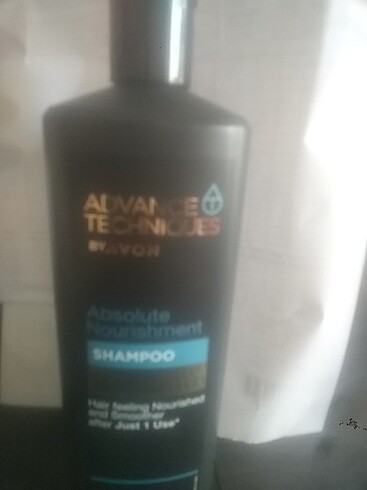 ADVANCE
TECHNIQUES
BY AVON
Absolute
Nourishment
SHAMPOO
Hair feeling Nourished
and Smoother
after Just 1 Use*